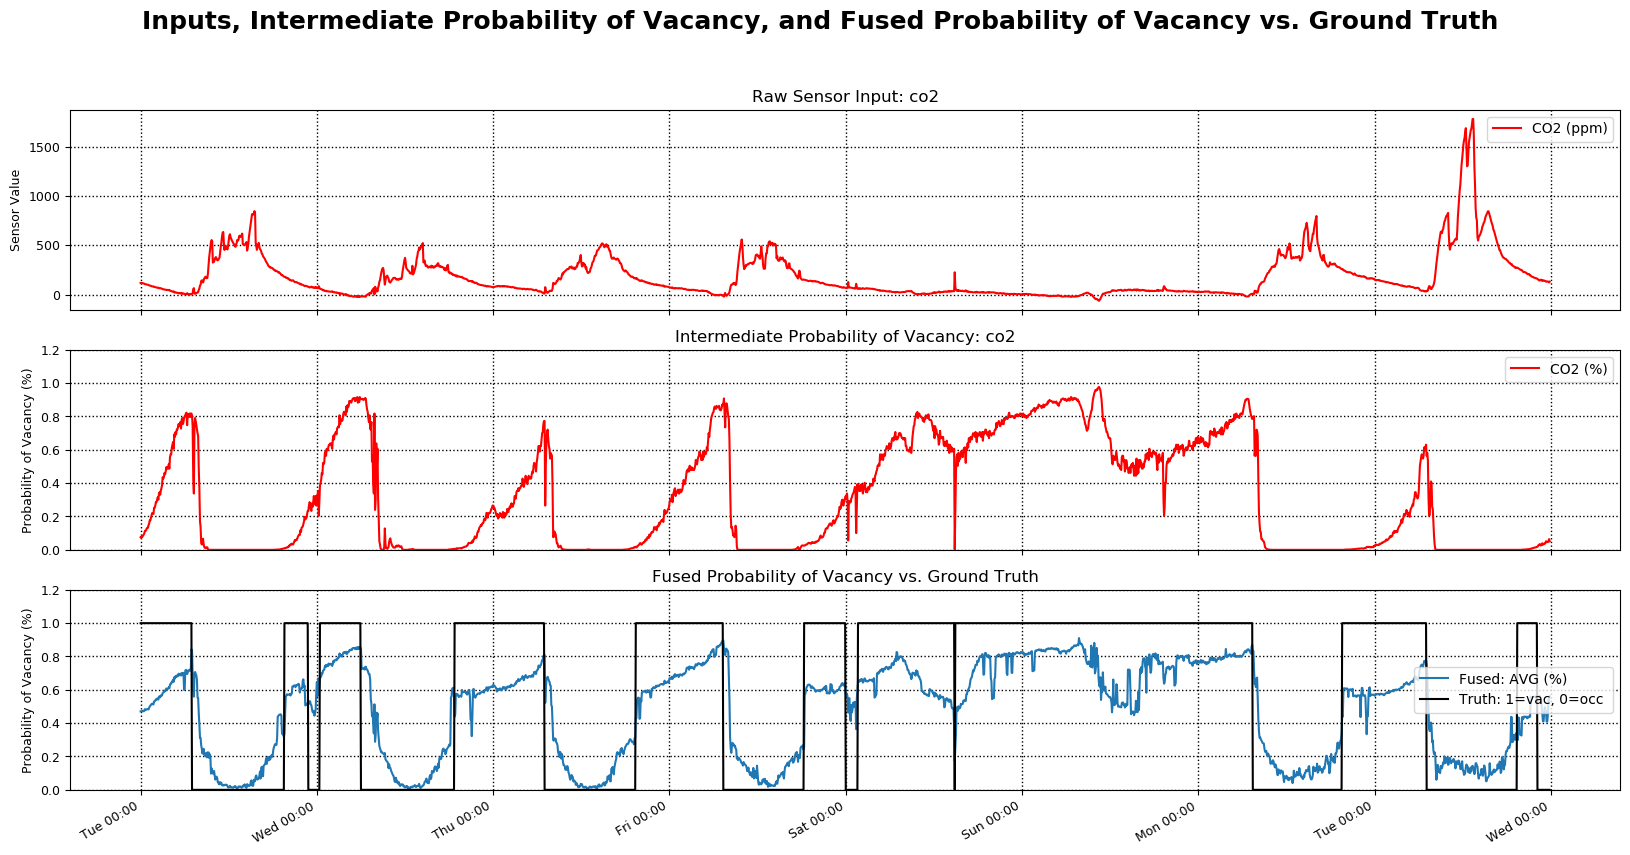 Inputs, Intermediate Probability of Vacancy, and Fused Probability of Vacancy vs. Ground Truth
Raw Sensor Input: co2
Sensor Value
1500
1000
500
0
CO2 (ppm)
Intermediate Probability of Vacancy: co2
Probability of Vacancy (%)
1.2
1.0
0.8
0.6
0.4
0.2
0.0
CO2 (%)
Fused Probability of Vacancy vs. Ground Truth
Probability of Vacancy (%)
1.2
1.0
0.8
0.6
0.4
0.2
0.0
Fused: AVG (%)
Truth: 1=vac, 0=occ
Tue 00:00
Wed 00:00
Thu 00:00
Fri 00:00
Sat 00:00
Sun 00:00
Mon 00:00
Tue 00:00
Wed 00:00